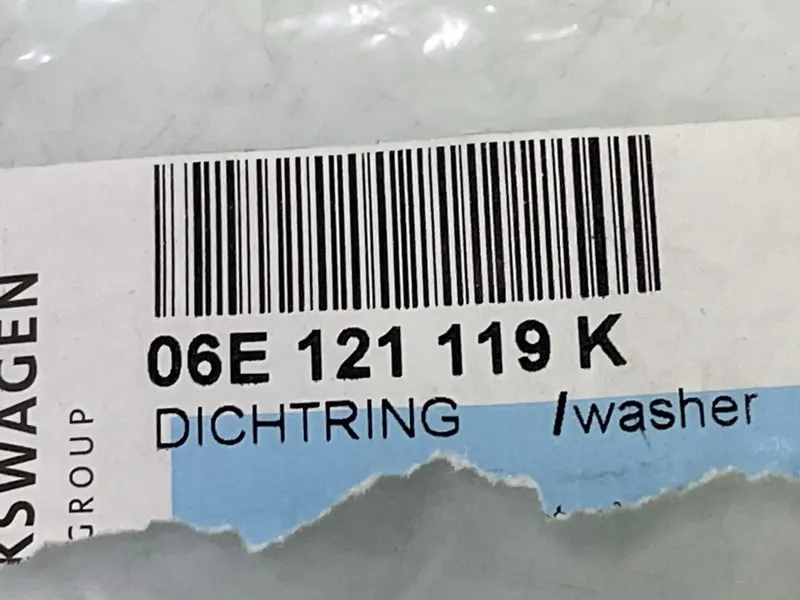 06E 121 119 K
DICHTRING /washer
KSWAGEN
GROUP